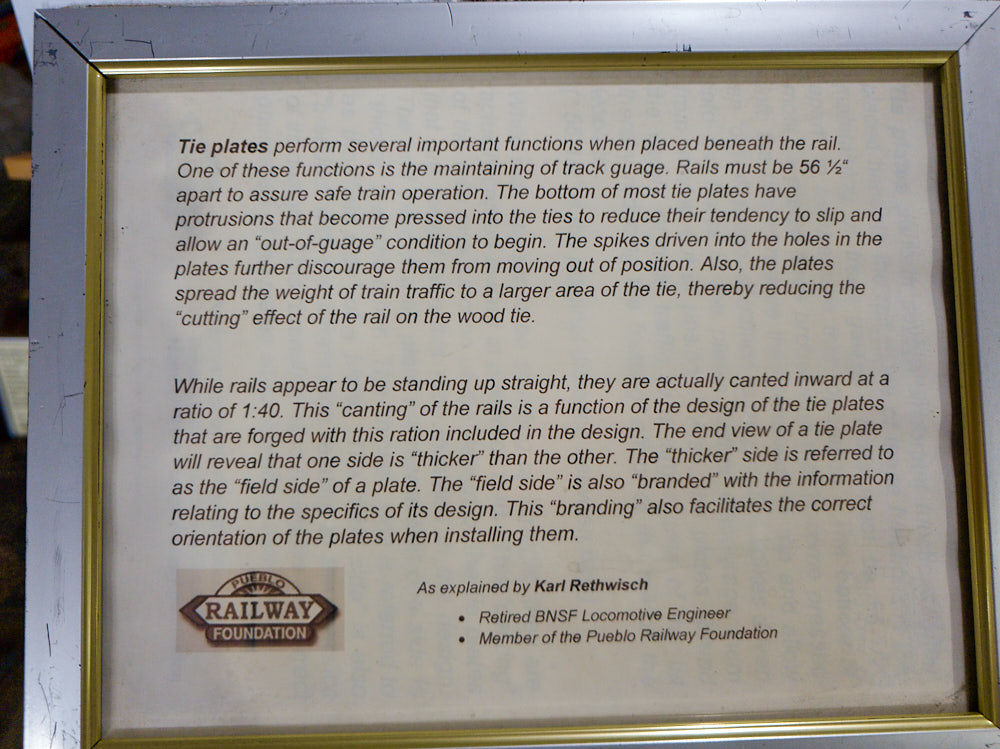 Tie plates perform several important functions when placed beneath the rail.
One of these functions is the maintaining of track guage. Rails must be 56 ½“
apart to assure safe train operation. The bottom of most tie plates have
protrusions that become pressed into the ties to reduce their tendency to slip and
allow an “out-of-guage” condition to begin. The spikes driven into the holes in the
plates further discourage them from moving out of position. Also, the plates
spread the weight of train traffic to a larger area of the tie, thereby reducing the
“cutting” effect of the rail on the wood tie.
While rails appear to be standing up straight, they are actually canted inward at a
ratio of 1:40. This “canting” of the rails is a function of the design of the tie plates
that are forged with this ration included in the design. The end view of a tie plate
will reveal that one side is “thicker” than the other. The “thicker” side is referred to
as the “field side” of a plate. The “field side” is also “branded” with the information
relating to the specifics of its design. This “branding” also facilitates the correct
orientation of the plates when installing them.
PUEBLO
RAILWAY
FOUNDATION
As explained by Karl Rethwisch
• Retired BNSF Locomotive Engineer
• Member of the Pueblo Railway Foundation